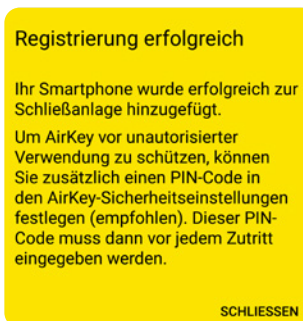 Registrierung erfolgreich
Ihr Smartphone wurde erfolgreich zur
Schließanlage hinzugefügt.
Um AirKey vor unautorisierter
Verwendung zu schützen, können
Sie zusätzlich einen PIN-Code in
den AirKey-Sicherheitseinstellungen
festlegen (empfohlen). Dieser PIN-
Code muss dann vor jedem Zutritt
eingegeben werden.
SCHLIESSEN